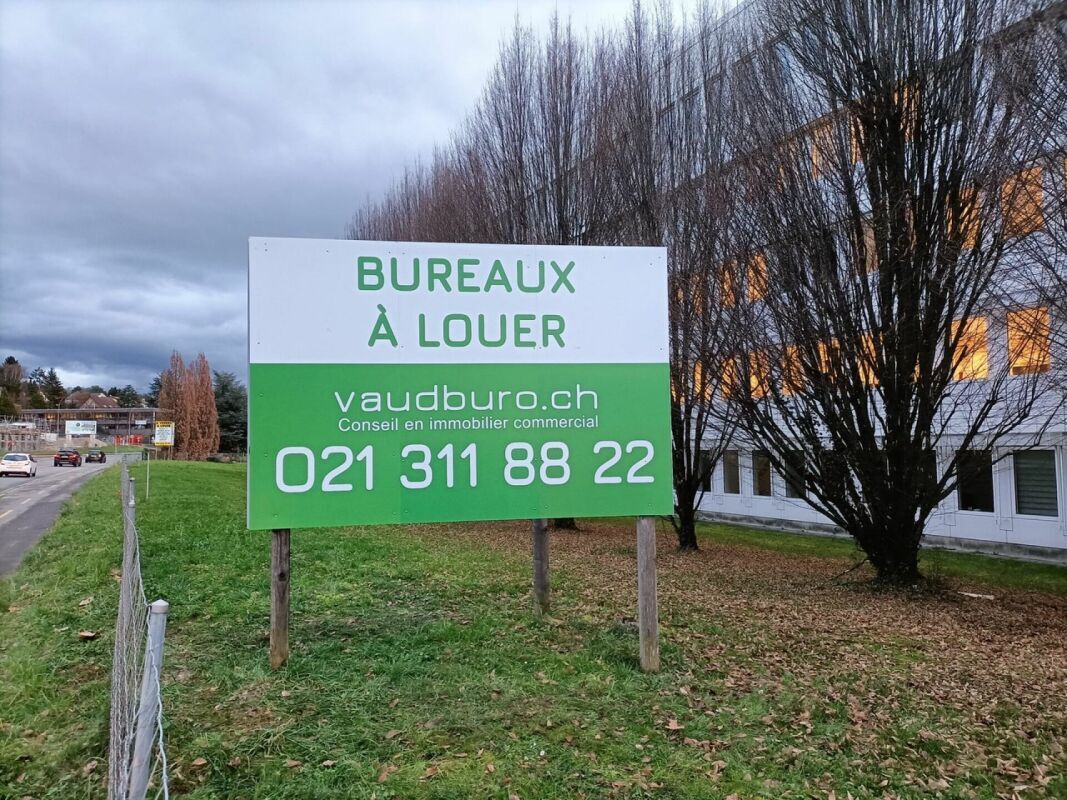 BUREAUX
À LOUER
vaudburo.ch
Conseil en immobilier commercial
021 311 88 22